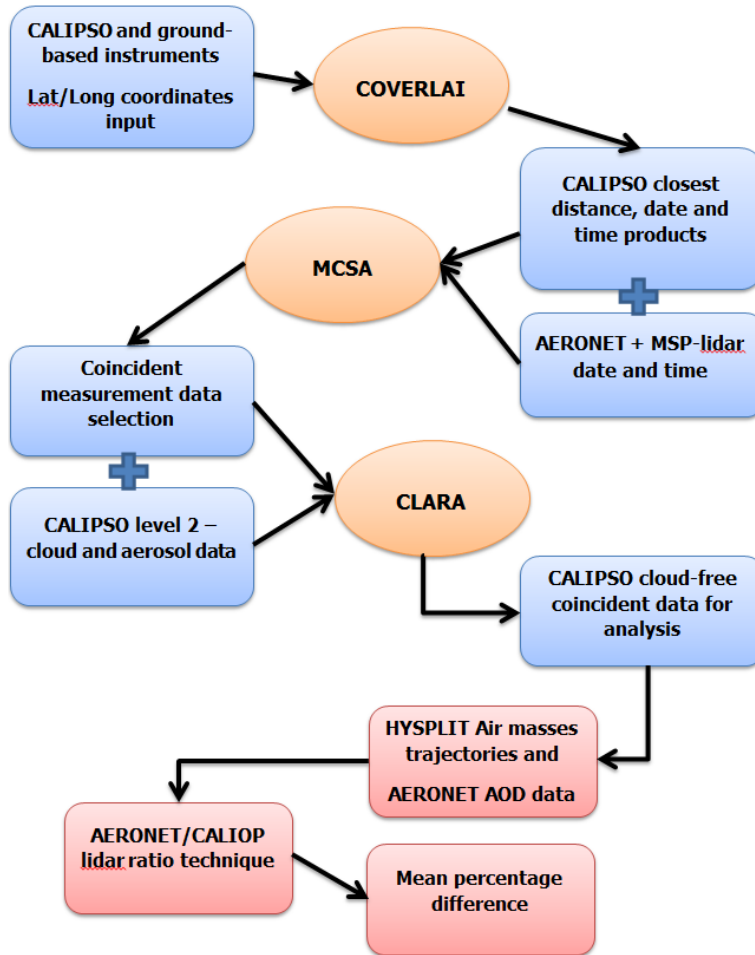 CALIPSO and ground-
based instruments
Lat/Long coordinates
input
COVERLAI
CALIPSO closest
distance, date and
time products
MCSA
AERONET + MSP-lidar
date and time
Coincident
measurement data
selection
CLARA
CALIPSO level 2 –
cloud and aerosol data
CALIPSO cloud-free
coincident data for
analysis
HYSPLIT Air masses
trajectories and
AERONET AOD data
AERONET/CALIOP
lidar ratio technique
Mean percentage
difference